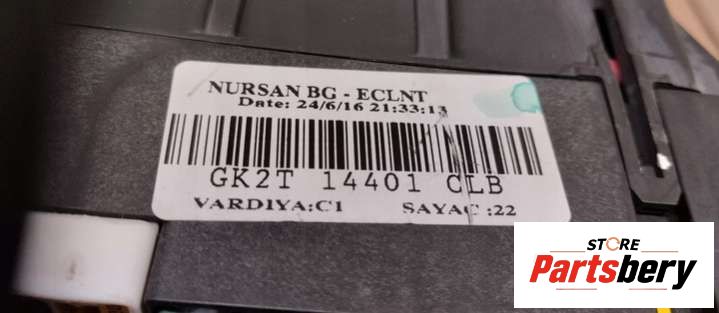 NURSAN BG - ECLNT
Date: 24/6/16 21:33:13
GK2T 14401 CLB
VARDIYA:C1 SAYAC :22
STORE
Partsbery